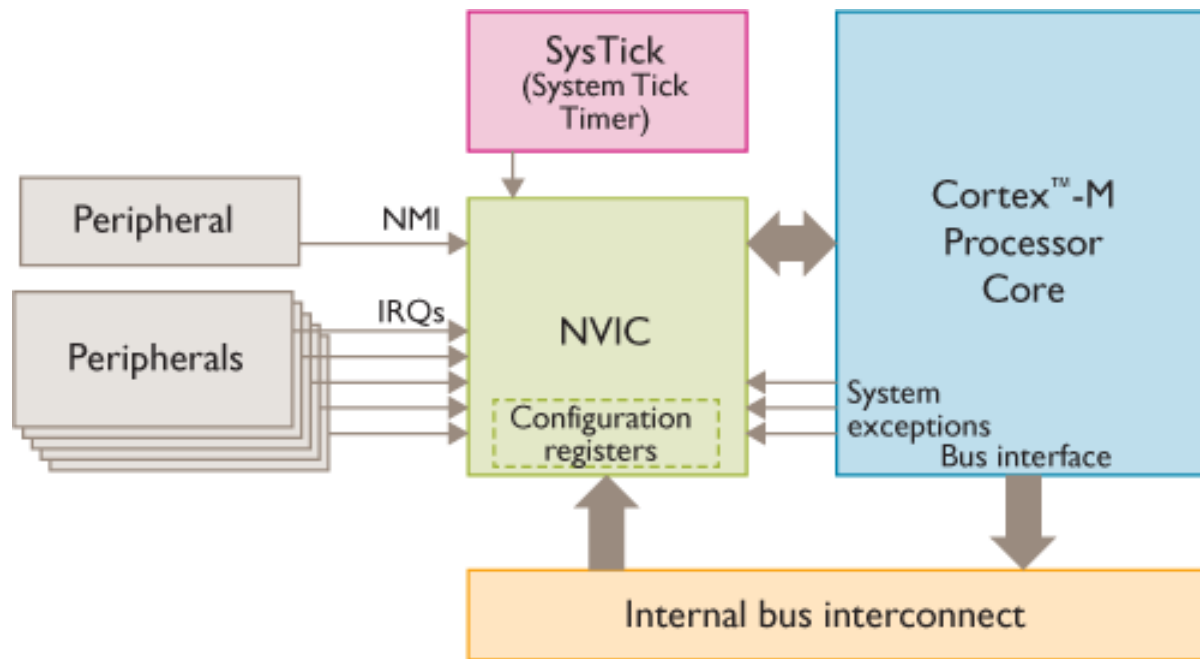 SysTick
(System Tick
Timer)
Peripheral
NMI
Cortex™-M
Processor
Core
IRQs
Peripherals
NVIC
Configuration
registers
System
exceptions
Bus interface
Internal bus interconnect